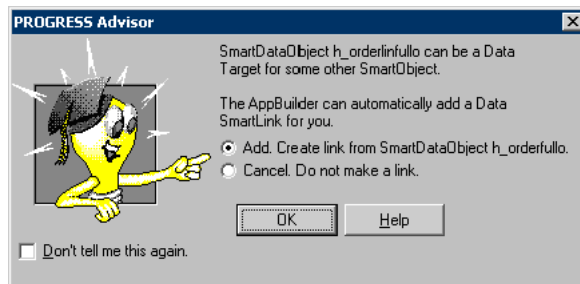 PROGRESS Advisor
SmartDataObject h_orderlinfullo can be a Data
Target for some other SmartObject.
The AppBuilder can automatically add a Data
SmartLink for you.
Add. Create link from SmartDataObject h_orderfullo.
Cancel. Do not make a link.
OK
Help
Don't tell me this again.